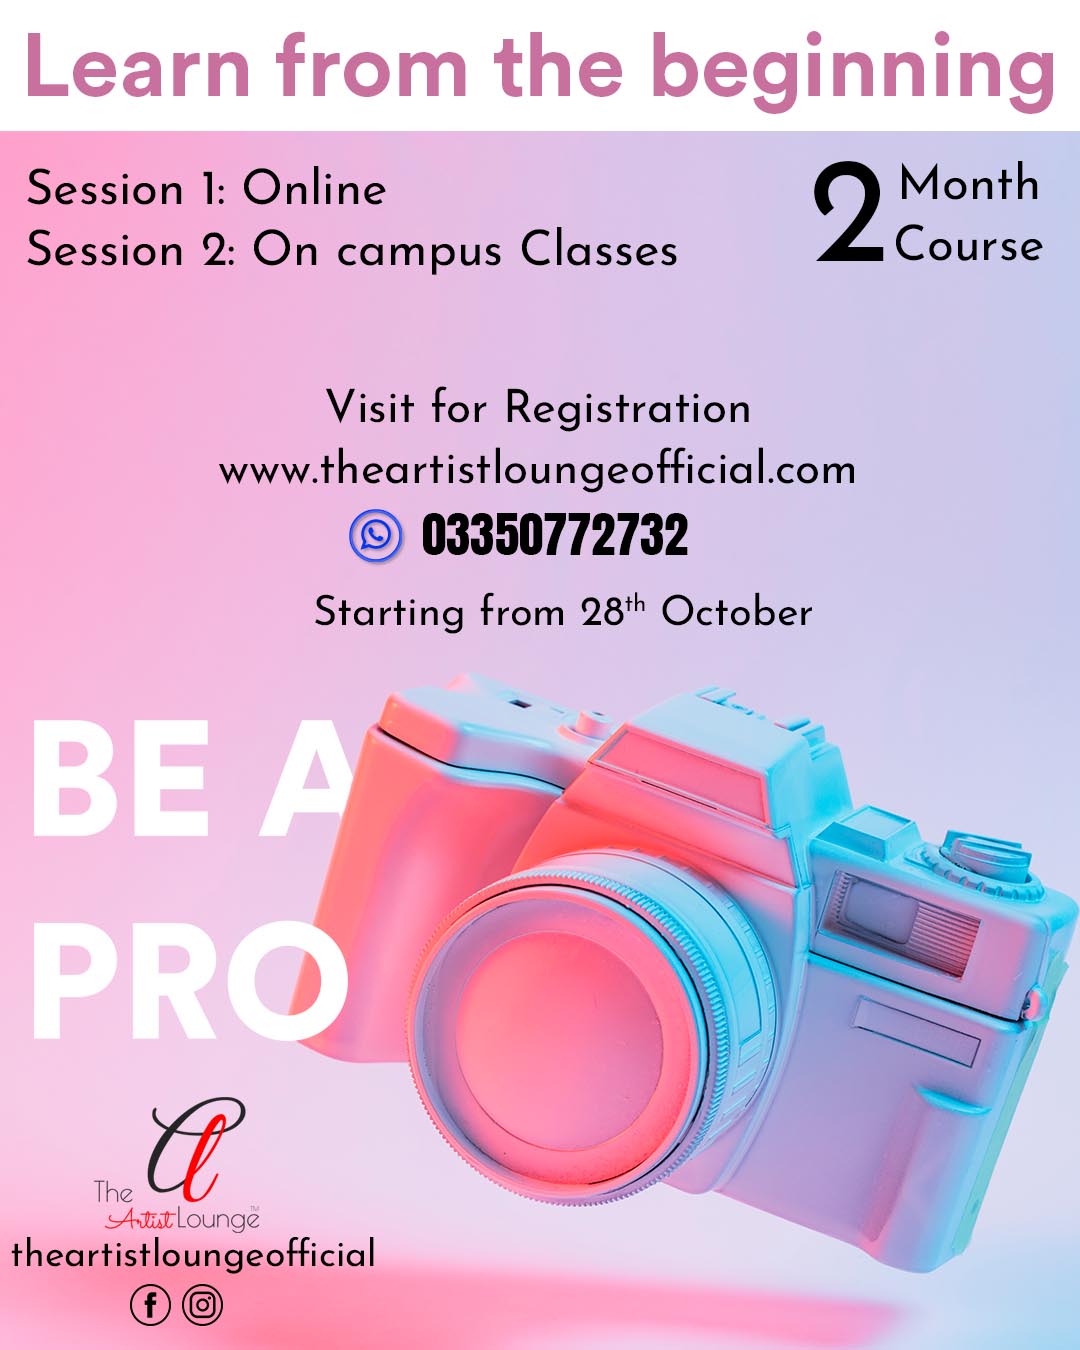 Learn from the beginning
Session 1: Online
Session 2: On campus Classes
2 Month
Course
Visit for Registration
www.theartistloungeofficial.com
03350772732
Starting from 28th October
BE A
PRO
The
Artist Lounge™
theartistloungeofficial